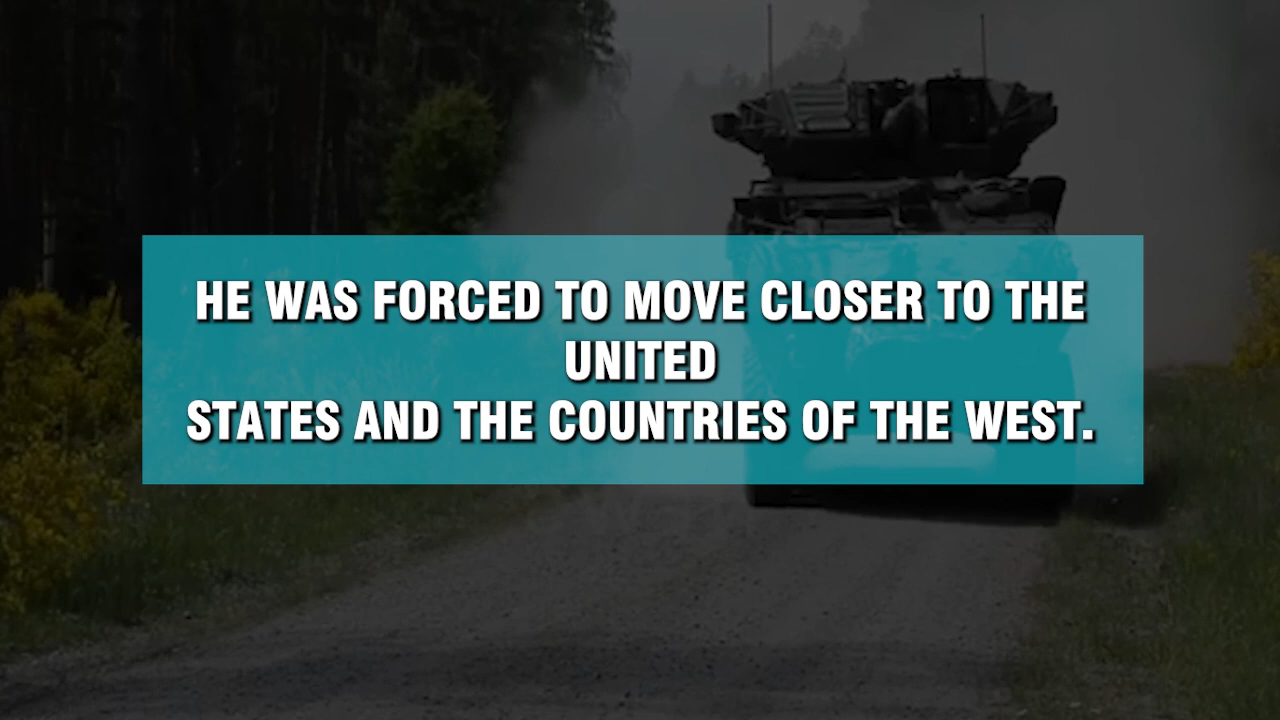 HE WAS FORCED TO MOVE CLOSER TO THE
UNITED
STATES AND THE COUNTRIES OF THE WEST.